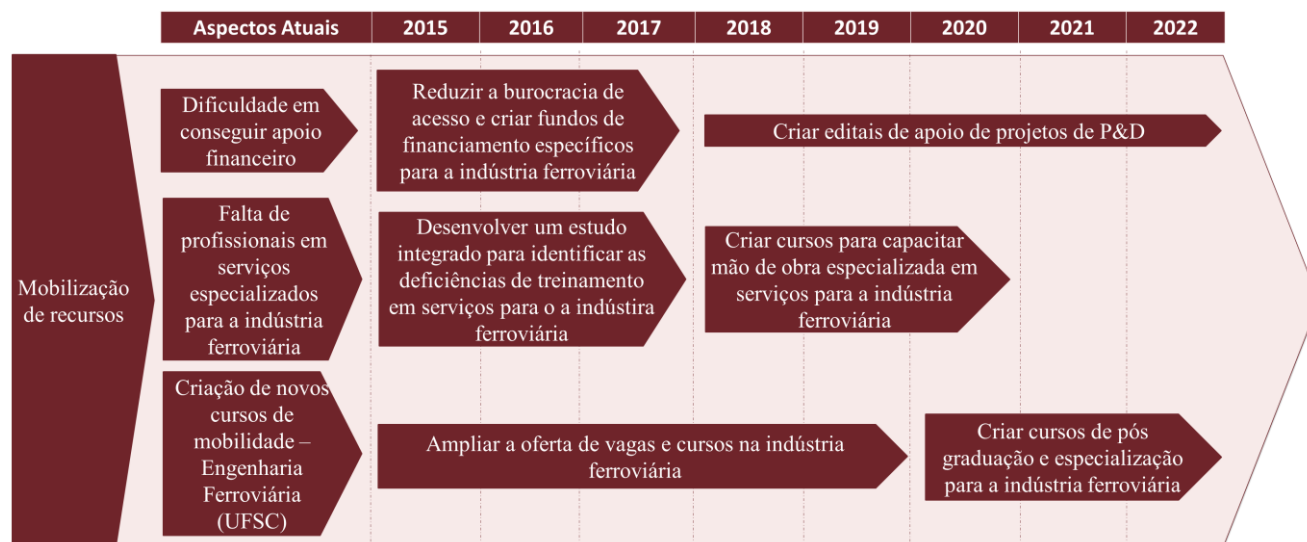 Aspectos Atuais 2015 2016 2017 2018 2019 2020 2021 2022
Mobilização
de recursos
Dificuldade em
conseguir apoio
financeiro
Reduzir a burocracia de
acesso e criar fundos de
financiamento específicos
para a indústria ferroviária
Criar editais de apoio de projetos de P&D
Falta de
profissionais em
serviços
especializados
para a indústria
ferroviária
Desenvolver um estudo
integrado para identificar as
deficiências de treinamento
em serviços para o a indústira
ferroviária
Criar cursos para capacitar
mão de obra especializada em
serviços para a indústria
ferroviária
Criação de novos
cursos de
mobilidade –
Engenharia
Ferroviária
(UFSC)
Ampliar a oferta de vagas e cursos na indústria
ferroviária
Criar cursos de pós
graduação e especialização
para a indústria ferroviária